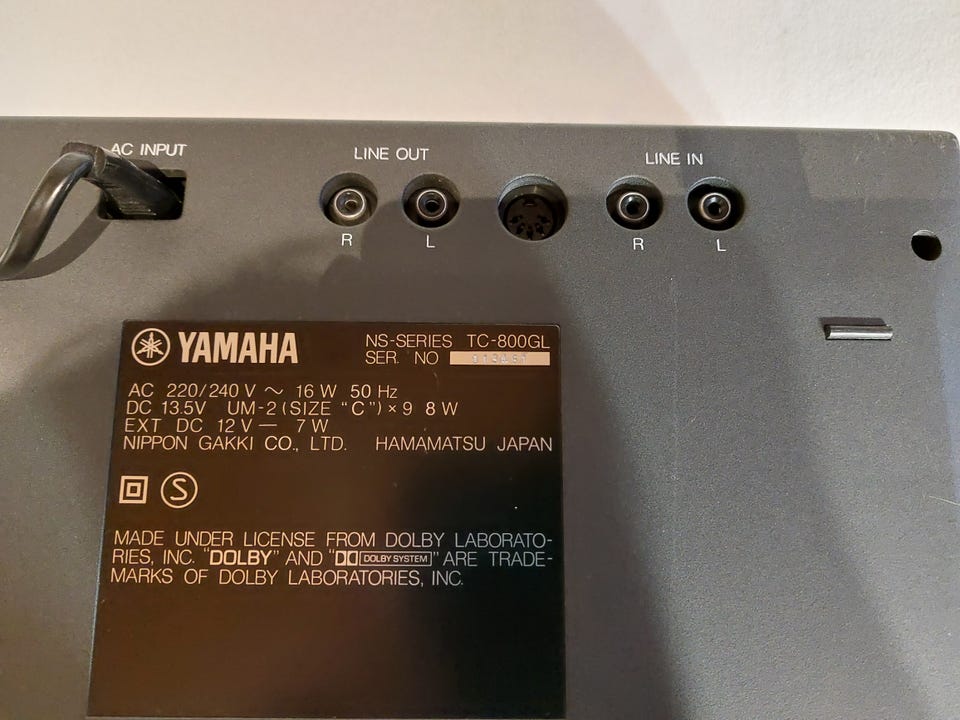 AC INPUT
LINE OUT
LINE IN
R
L
R
L
YAMAHA
NS-SERIES TC-800GL
SER. NO
AC 220/240 V ~ 16 W 50 Hz
DC 13.5V UM-2 (SIZE "C") × 9 8 W
EXT DC 12 V ⎓ 7 W
NIPPON GAKKI CO., LTD. HAMAMATSU JAPAN
S
MADE UNDER LICENSE FROM DOLBY LABORATO-
RIES, INC. "DOLBY" AND "DOLBY SYSTEM" ARE TRADE-
MARKS OF DOLBY LABORATORIES, INC.